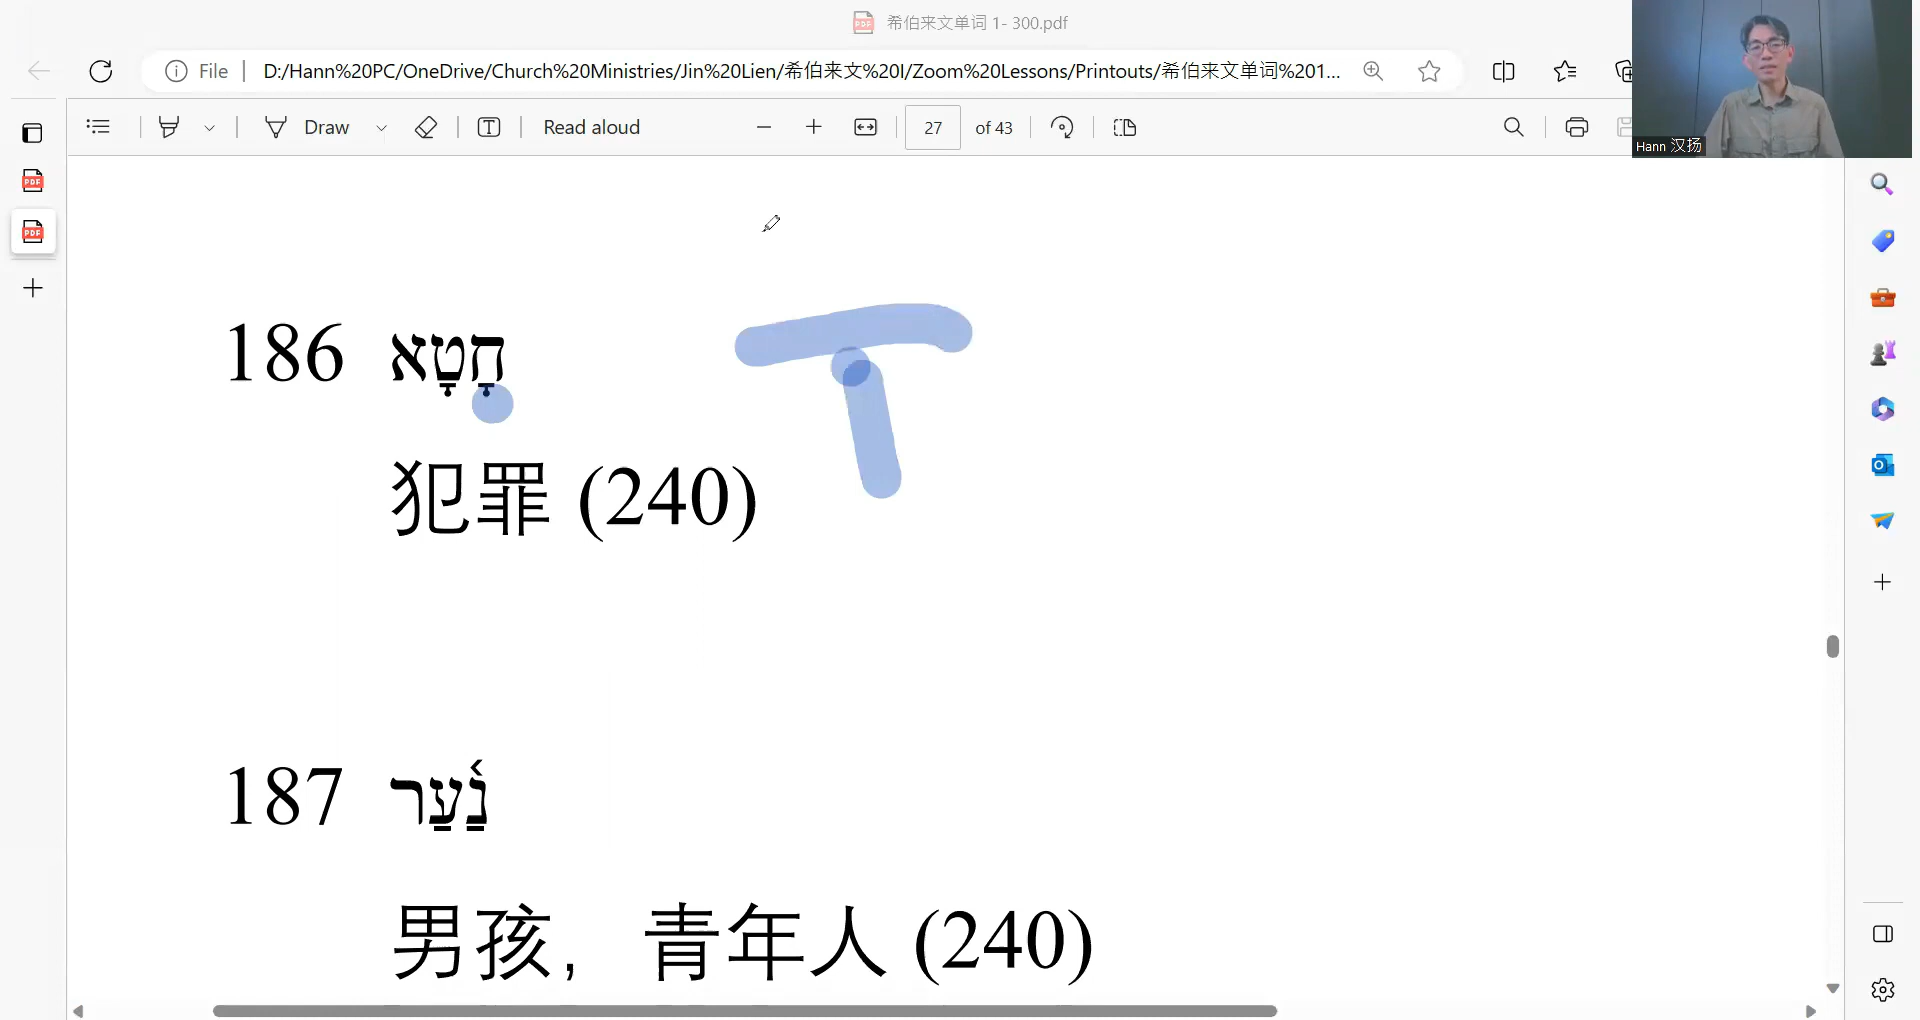 希伯来文单词 1- 300.pdf
File
D:/Hann%20PC/OneDrive/Church%20Ministries/Jin%20Lien/希伯来文%20I/Zoom%20Lessons/Printouts/希伯来文单词%201...
Draw
Read aloud
27 of 43
Hann 汉扬
186 חָטָא
犯罪 (240)
187 נַ֫עַר
男孩，青年人 (240)